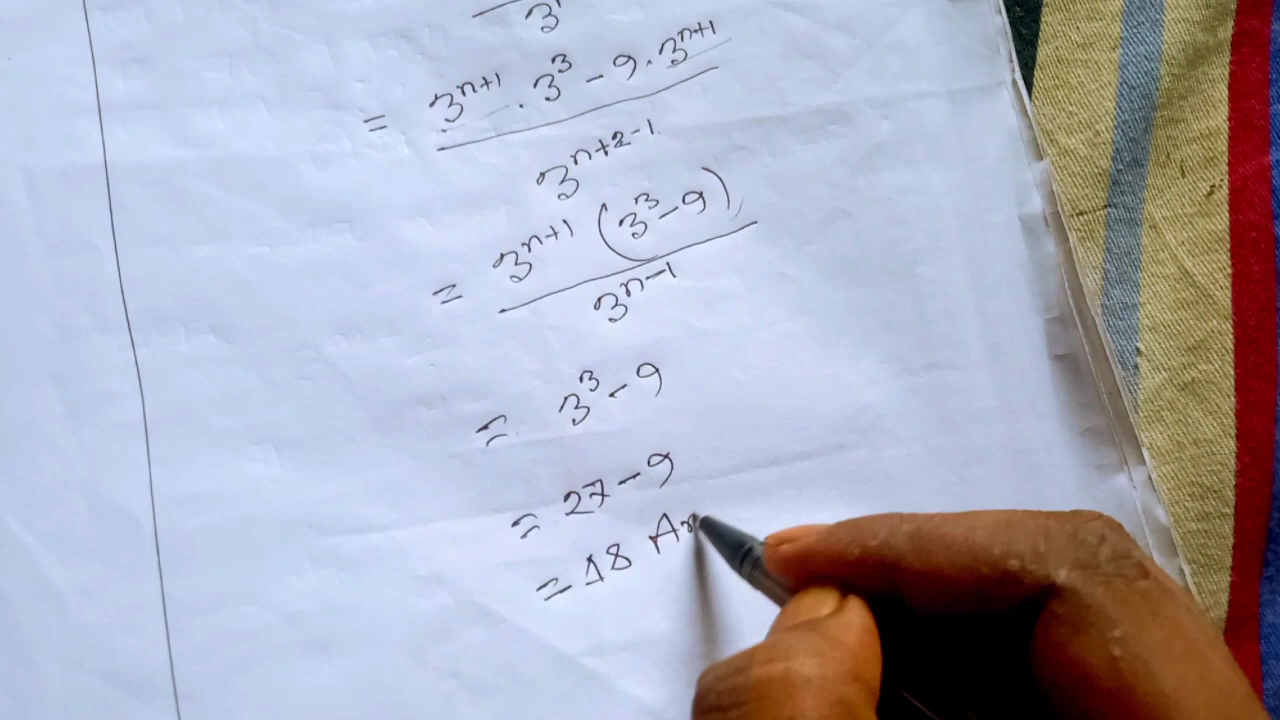 3
= 3^{n+1} · 3^3 - 9 · 3^{n+1}
3^{n+2-1}
= 3^{n+1} (3^3 - 9)
3^{n-1}
= 3^3 - 9
= 27 - 9
= 18 An